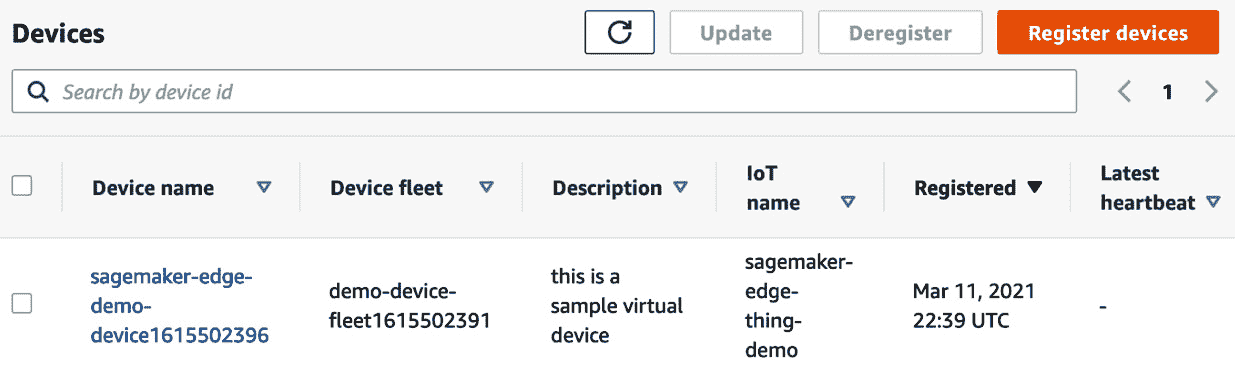 Devices
Update
Deregister
Register devices
Search by device id
1
Device name
Device fleet
Description
IoT
name
Registered
Latest
heartbeat
sagemaker-edge-
demo-
device1615502396
demo-device-
fleet1615502391
this is a
sample virtual
device
sagemaker-
edge-
thing-
demo
Mar 11, 2021
22:39 UTC
-